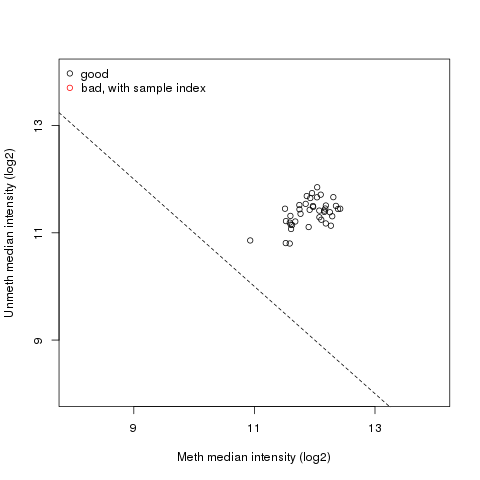 good
bad, with sample index
13
11
9
Unmeth median intensity (log2)
9 11 13
Meth median intensity (log2)